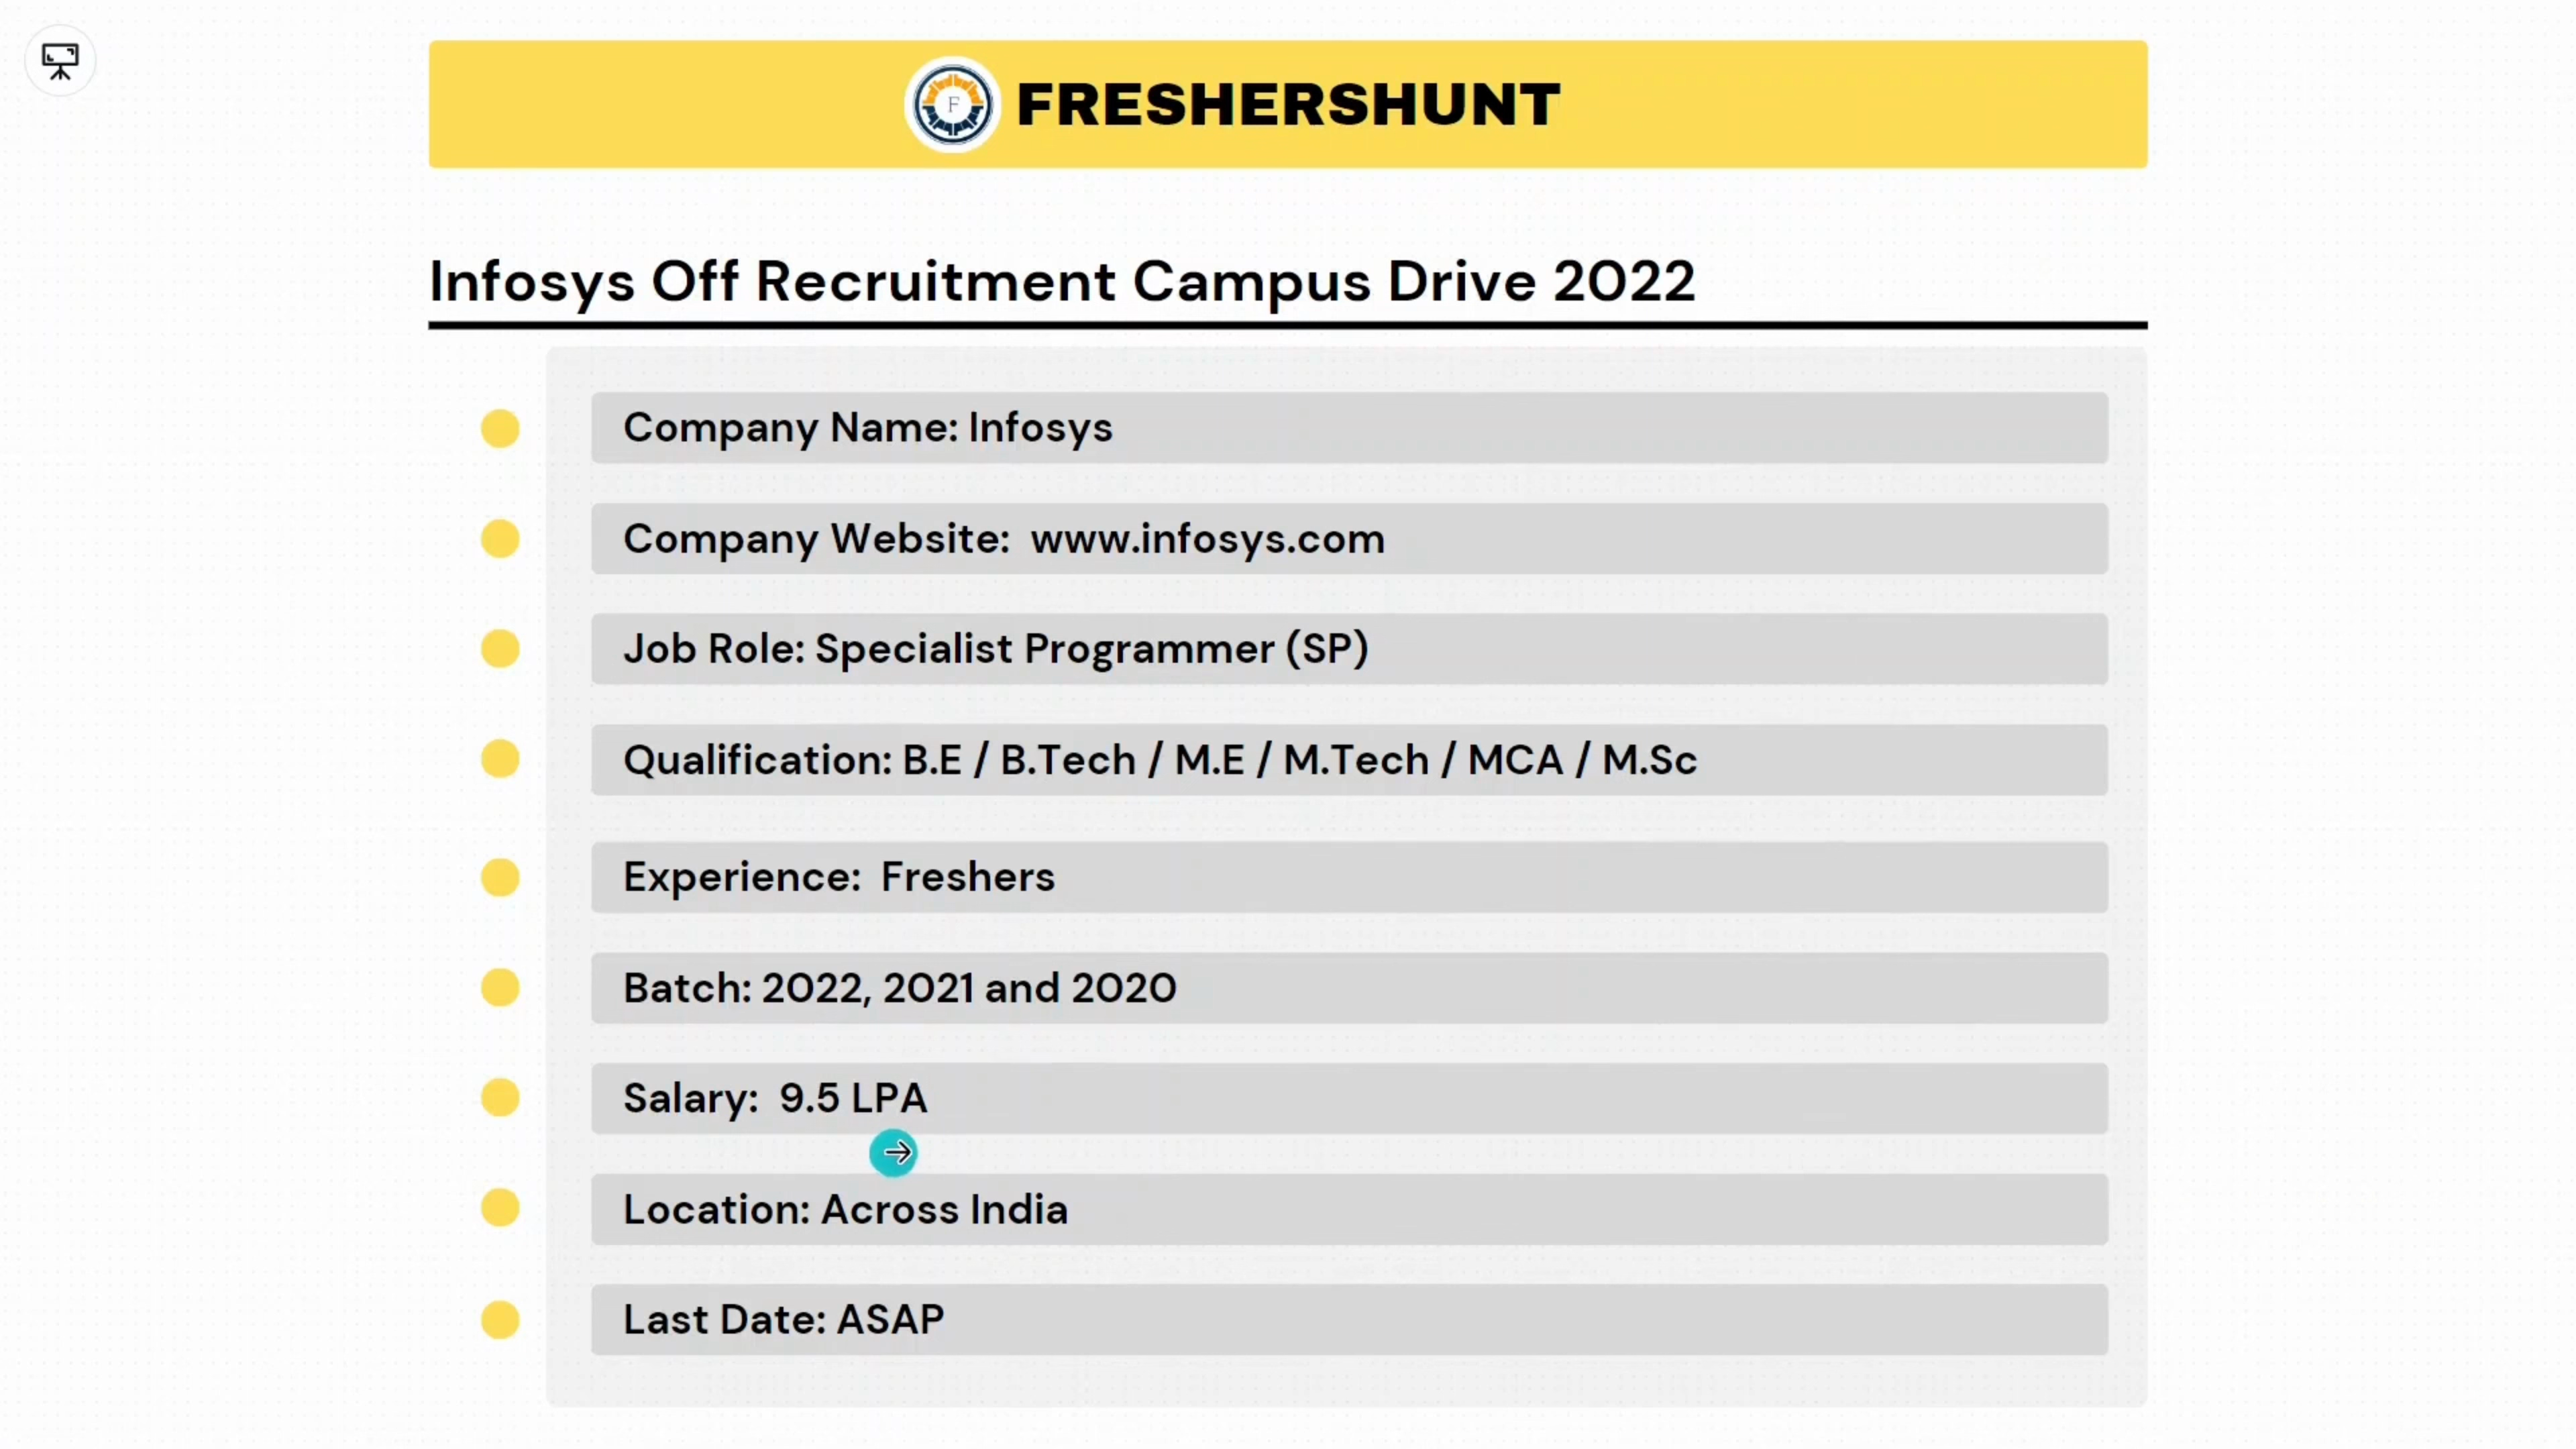 F FRESHERSHUNT
Infosys Off Recruitment Campus Drive 2022
Company Name: Infosys
Company Website: www.infosys.com
Job Role: Specialist Programmer (SP)
Qualification: B.E / B.Tech / M.E / M.Tech / MCA / M.Sc
Experience: Freshers
Batch: 2022, 2021 and 2020
Salary: 9.5 LPA
Location: Across India
Last Date: ASAP